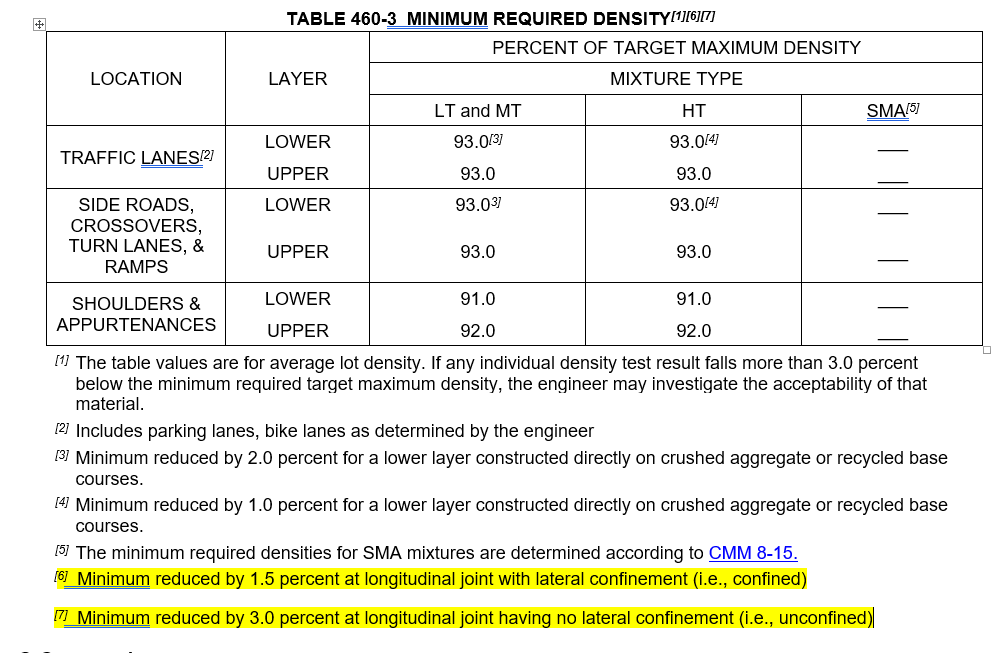 TABLE 460-3 MINIMUM REQUIRED DENSITY[1][6][7]
PERCENT OF TARGET MAXIMUM DENSITY
LOCATION LAYER MIXTURE TYPE
LT and MT HT SMA[5]
TRAFFIC LANES[2] LOWER 93.0[3] 93.0[4] ___
UPPER 93.0 93.0 ___
SIDE ROADS, CROSSOVERS, TURN LANES, & RAMPS LOWER 93.03] 93.0[4] ___
UPPER 93.0 93.0 ___
SHOULDERS & APPURTENANCES LOWER 91.0 91.0 ___
UPPER 92.0 92.0 ___
[1] The table values are for average lot density. If any individual density test result falls more than 3.0 percent
below the minimum required target maximum density, the engineer may investigate the acceptability of that
material.
[2] Includes parking lanes, bike lanes as determined by the engineer
[3] Minimum reduced by 2.0 percent for a lower layer constructed directly on crushed aggregate or recycled base
courses.
[4] Minimum reduced by 1.0 percent for a lower layer constructed directly on crushed aggregate or recycled base
courses.
[5] The minimum required densities for SMA mixtures are determined according to CMM 8-15.
[6] Minimum reduced by 1.5 percent at longitudinal joint with lateral confinement (i.e., confined)
[7] Minimum reduced by 3.0 percent at longitudinal joint having no lateral confinement (i.e., unconfined)